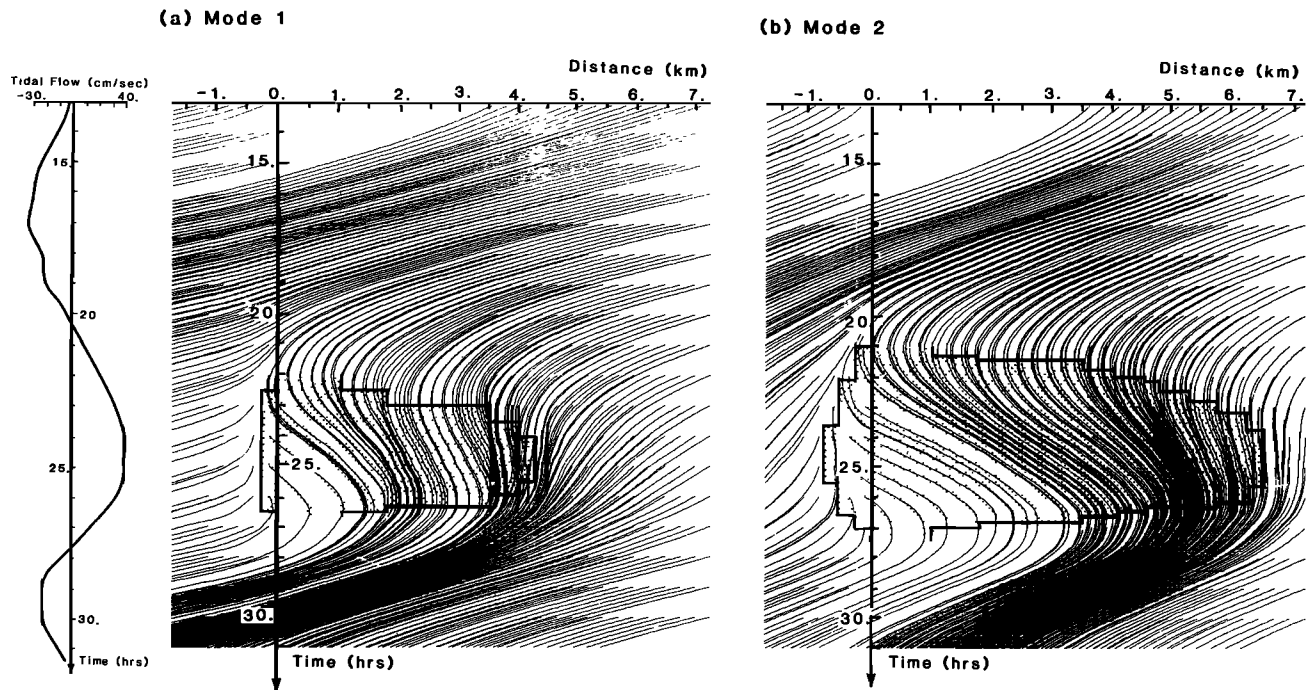 (a) Mode 1
(b) Mode 2
Tidal Flow (cm/sec)
-30. 40.
15.
20
25.
30.
Time (hrs)
Distance (km)
-1. 0. 1. 2. 3. 4. 5. 6. 7.
15.
20.
25.
30.
Time (hrs)
Distance (km)
-1. 0. 1. 2. 3. 4. 5. 6. 7.
15.
20.
25.
30.
Time (hrs)